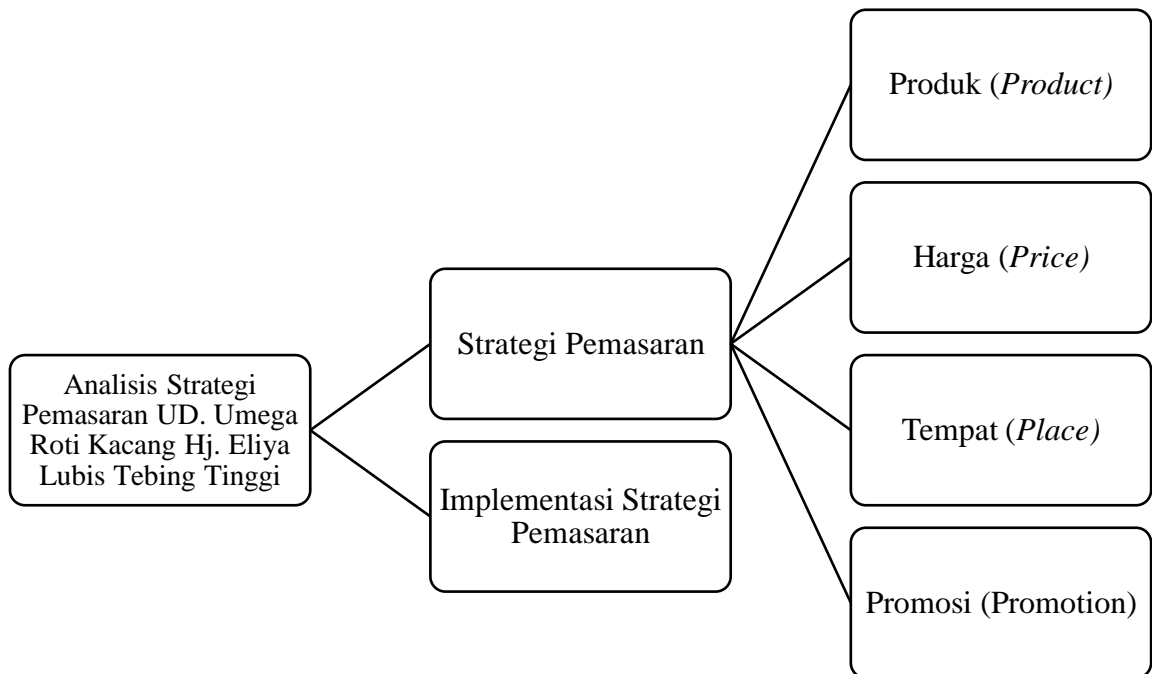 Analisis Strategi
Pemasaran UD. Umega
Roti Kacang Hj. Eliya
Lubis Tebing Tinggi
Strategi Pemasaran
Implementasi Strategi
Pemasaran
Produk (Product)
Harga (Price)
Tempat (Place)
Promosi (Promotion)